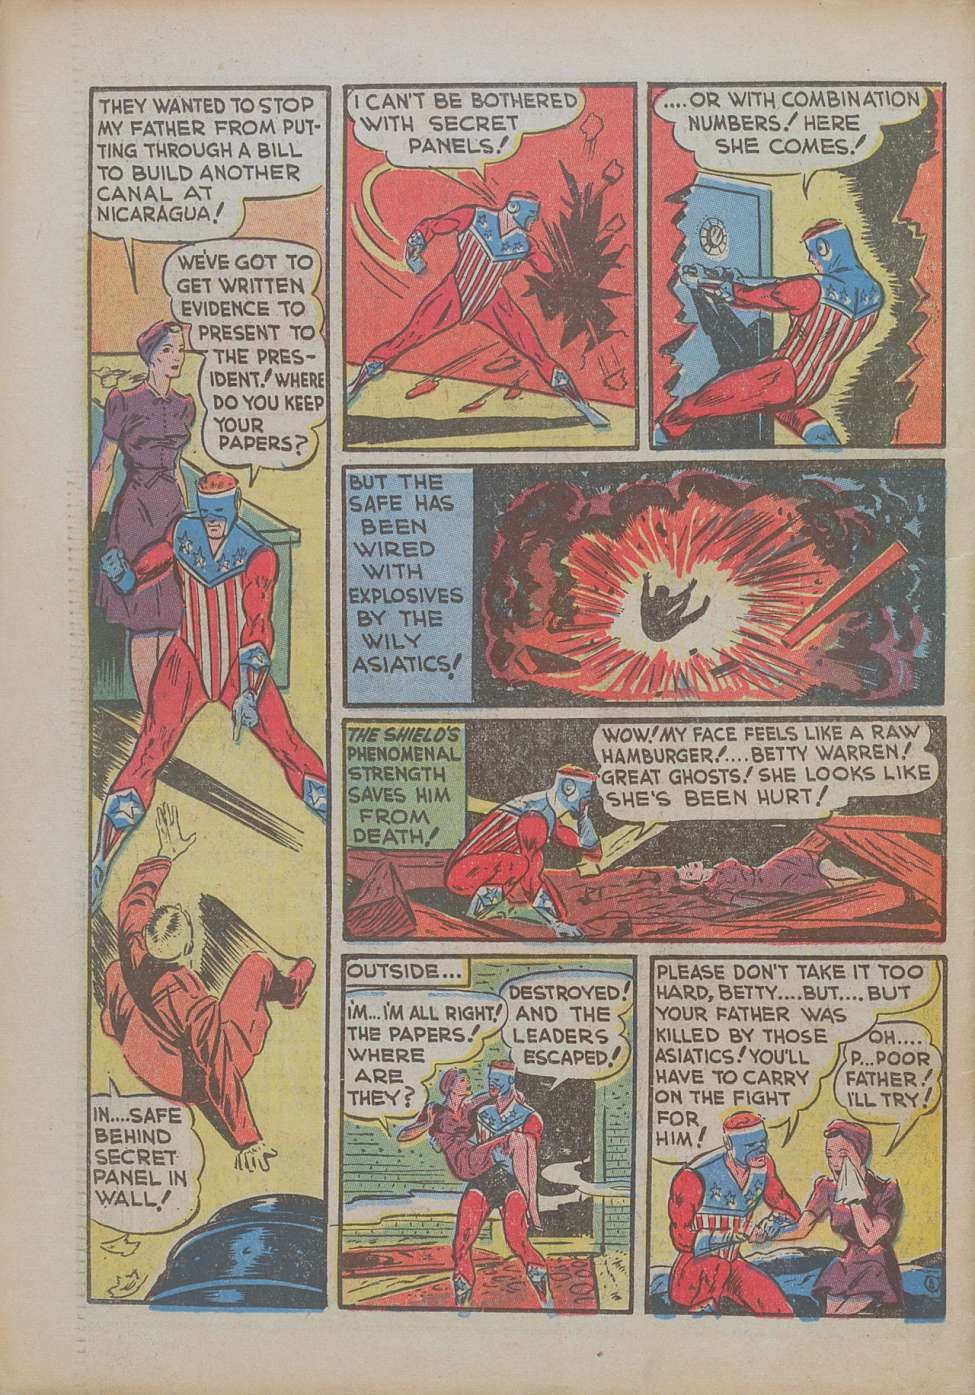 THEY WANTED TO STOP
MY FATHER FROM PUT-
TING THROUGH A BILL
TO BUILD ANOTHER
CANAL AT
NICARAGUA!
WE'VE GOT TO
GET WRITTEN
EVIDENCE TO
PRESENT TO
THE PRES-
IDENT! WHERE
DO YOU KEEP
YOUR
PAPERS?
IN....SAFE
BEHIND
SECRET
PANEL IN
WALL!
I CAN'T BE BOTHERED
WITH SECRET
PANELS!
....OR WITH COMBINATION
NUMBERS! HERE
SHE COMES!
BUT THE
SAFE HAS
BEEN
WIRED
WITH
EXPLOSIVES
BY THE
WILY
ASIATICS!
THE SHIELD'S
PHENOMENAL
STRENGTH
SAVES HIM
FROM
DEATH!
WOW! MY FACE FEELS LIKE A RAW
HAMBURGER!....BETTY WARREN!
GREAT GHOSTS! SHE LOOKS LIKE
SHE'S BEEN HURT!
OUTSIDE...
I'M...I'M ALL RIGHT!
THE PAPERS!
WHERE
ARE
THEY?
DESTROYED!
AND THE
LEADERS
ESCAPED!
PLEASE DON'T TAKE IT TOO
HARD, BETTY....BUT....BUT
YOUR FATHER WAS
KILLED BY THOSE
ASIATICS! YOU'LL
HAVE TO CARRY
ON THE FIGHT
FOR
HIM!
OH....
P...POOR
FATHER!
I'LL TRY!